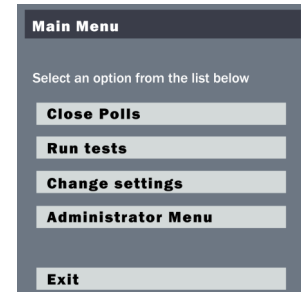 Main Menu
Select an option from the list below
Close Polls
Run tests
Change settings
Administrator Menu
Exit